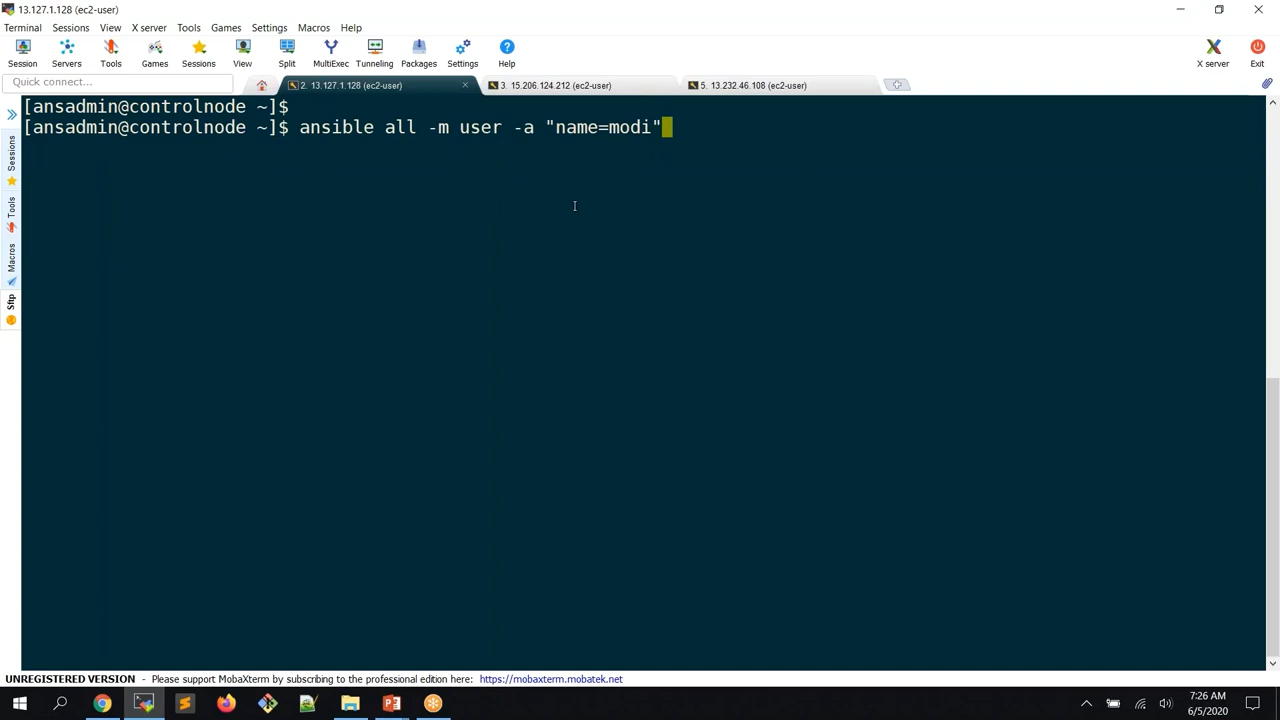 13.127.1.128 (ec2-user)
Terminal Sessions View X server Tools Games Settings Macros Help
Session Servers Tools Games Sessions View Split MultiExec Tunneling Packages Settings Help X server Exit
Quick connect...
2. 13.127.1.128 (ec2-user)
3. 15.206.124.212 (ec2-user)
5. 13.232.46.108 (ec2-user)
[ansadmin@controlnode ~]$
[ansadmin@controlnode ~]$ ansible all -m user -a "name=modi"
Sessions
Tools
Macros
Sftp
UNREGISTERED VERSION - Please support MobaXterm by subscribing to the professional edition here: https://mobaxterm.mobatek.net
7:26 AM
6/5/2020